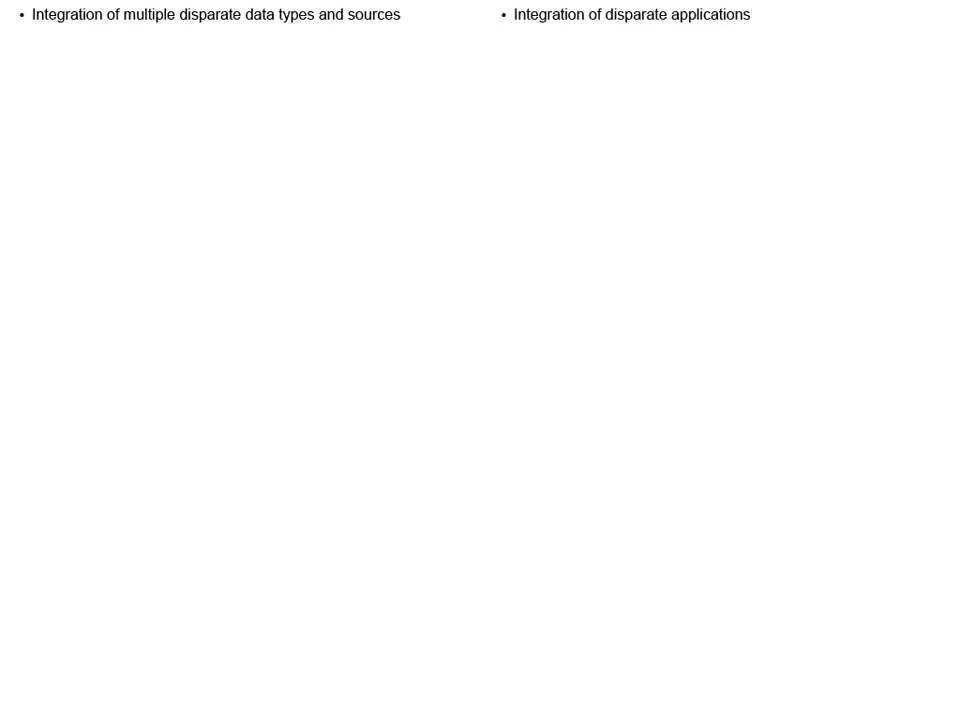 • Integration of multiple disparate data types and sources
• Integration of disparate applications